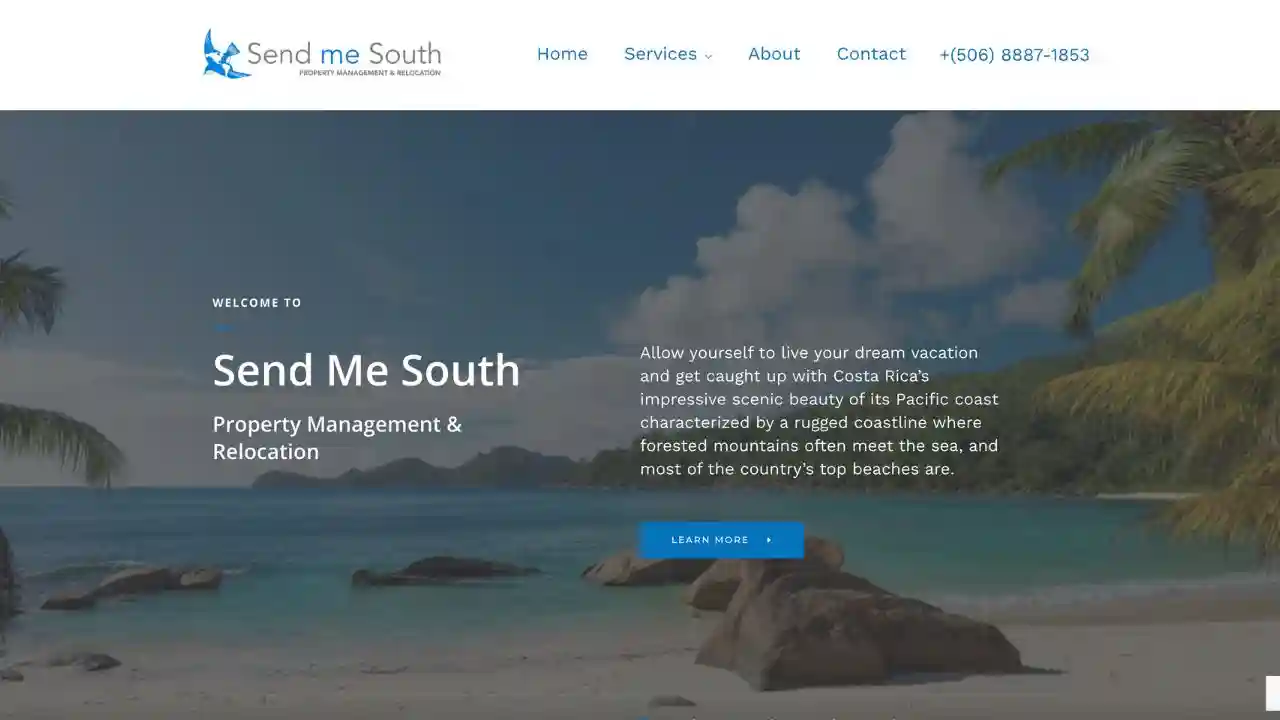 Send me South
PROPERTY MANAGEMENT & RELOCATION
Home
Services
About
Contact
+(506) 8887-1853
WELCOME TO
Send Me South
Property Management &
Relocation
Allow yourself to live your dream vacation
and get caught up with Costa Rica’s
impressive scenic beauty of its Pacific coast
characterized by a rugged coastline where
forested mountains often meet the sea, and
most of the country’s top beaches are.
LEARN MORE